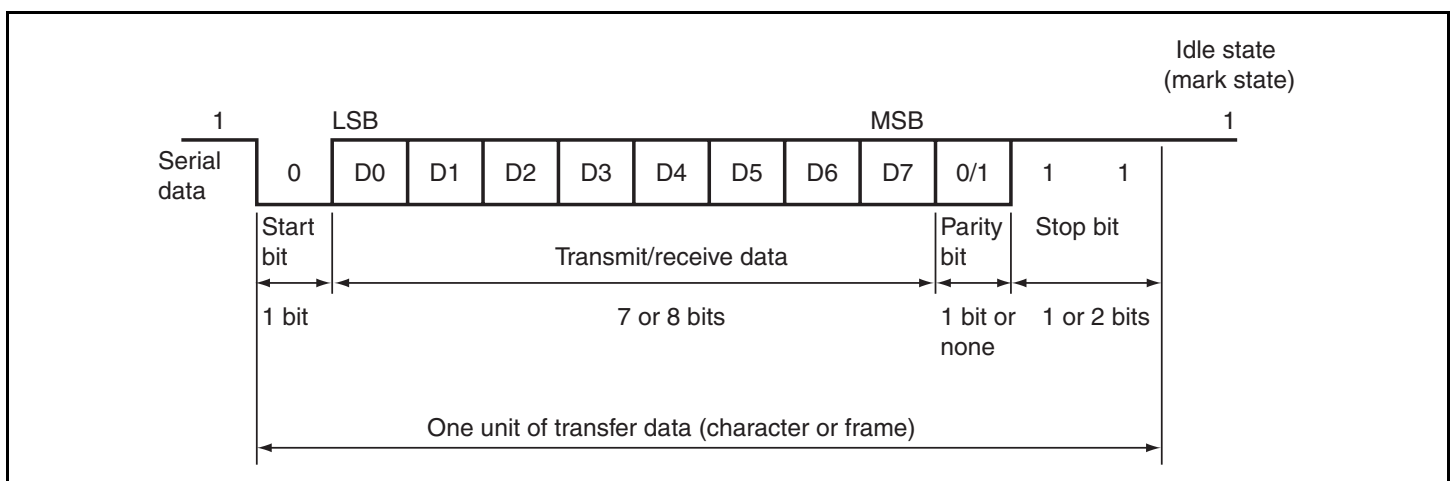 Idle state
(mark state)
1 LSB MSB 1
Serial
data
0 D0 D1 D2 D3 D4 D5 D6 D7 0/1 1 1
Start
bit
Transmit/receive data
Parity
bit
Stop bit
1 bit
7 or 8 bits
1 bit or
none
1 or 2 bits
One unit of transfer data (character or frame)